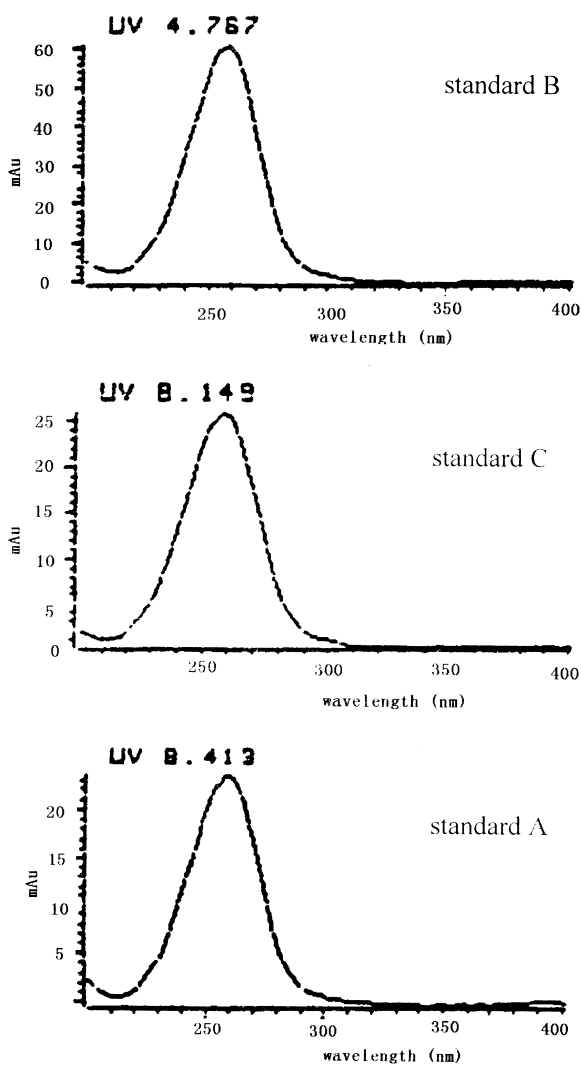 UV 4.767
60
50
40
30
20
10
0
mAu
standard B
250 300 350 400
wavelength (nm)
UV 8.149
25
20
15
10
5
0
mAu
standard C
250 300 350 400
wavelength (nm)
UV 8.413
20
15
10
5
mAu
standard A
250 300 350 400
wavelength (nm)